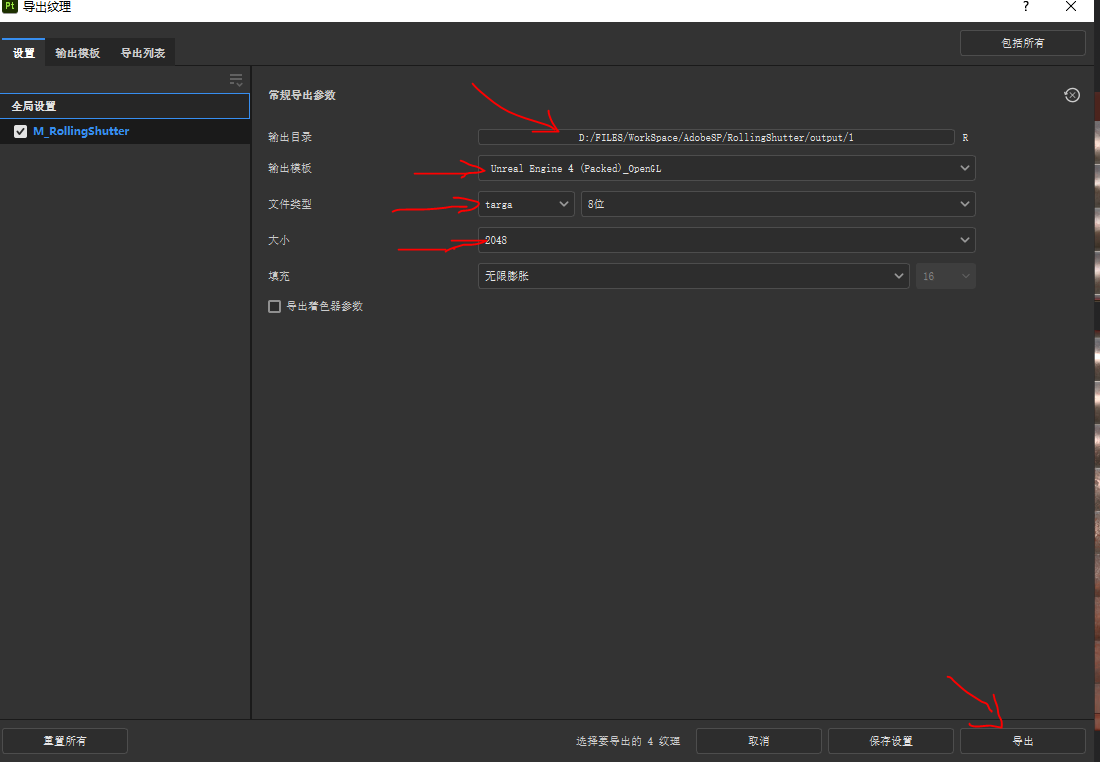 Pt 导出纹理
?
包括所有
设置 输出模板 导出列表
全局设置
M_RollingShutter
常规导出参数
输出目录 D:/FILES/WorkSpace/AdobeSP/RollingShutter/output/1 R
输出模板 Unreal Engine 4 (Packed)_OpenGL
文件类型 targa 8位
大小 2048
填充 无限膨胀 16
导出着色器参数
重置所有 选择要导出的 4 纹理 取消 保存设置 导出